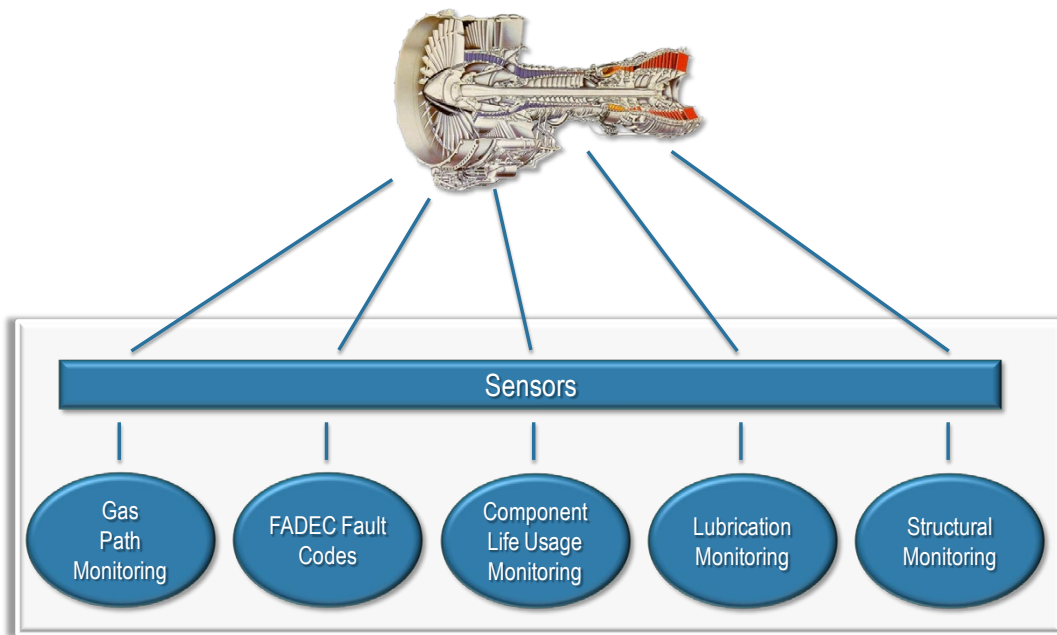 Sensors
Gas
Path
Monitoring
FADEC Fault
Codes
Component
Life Usage
Monitoring
Lubrication
Monitoring
Structural
Monitoring